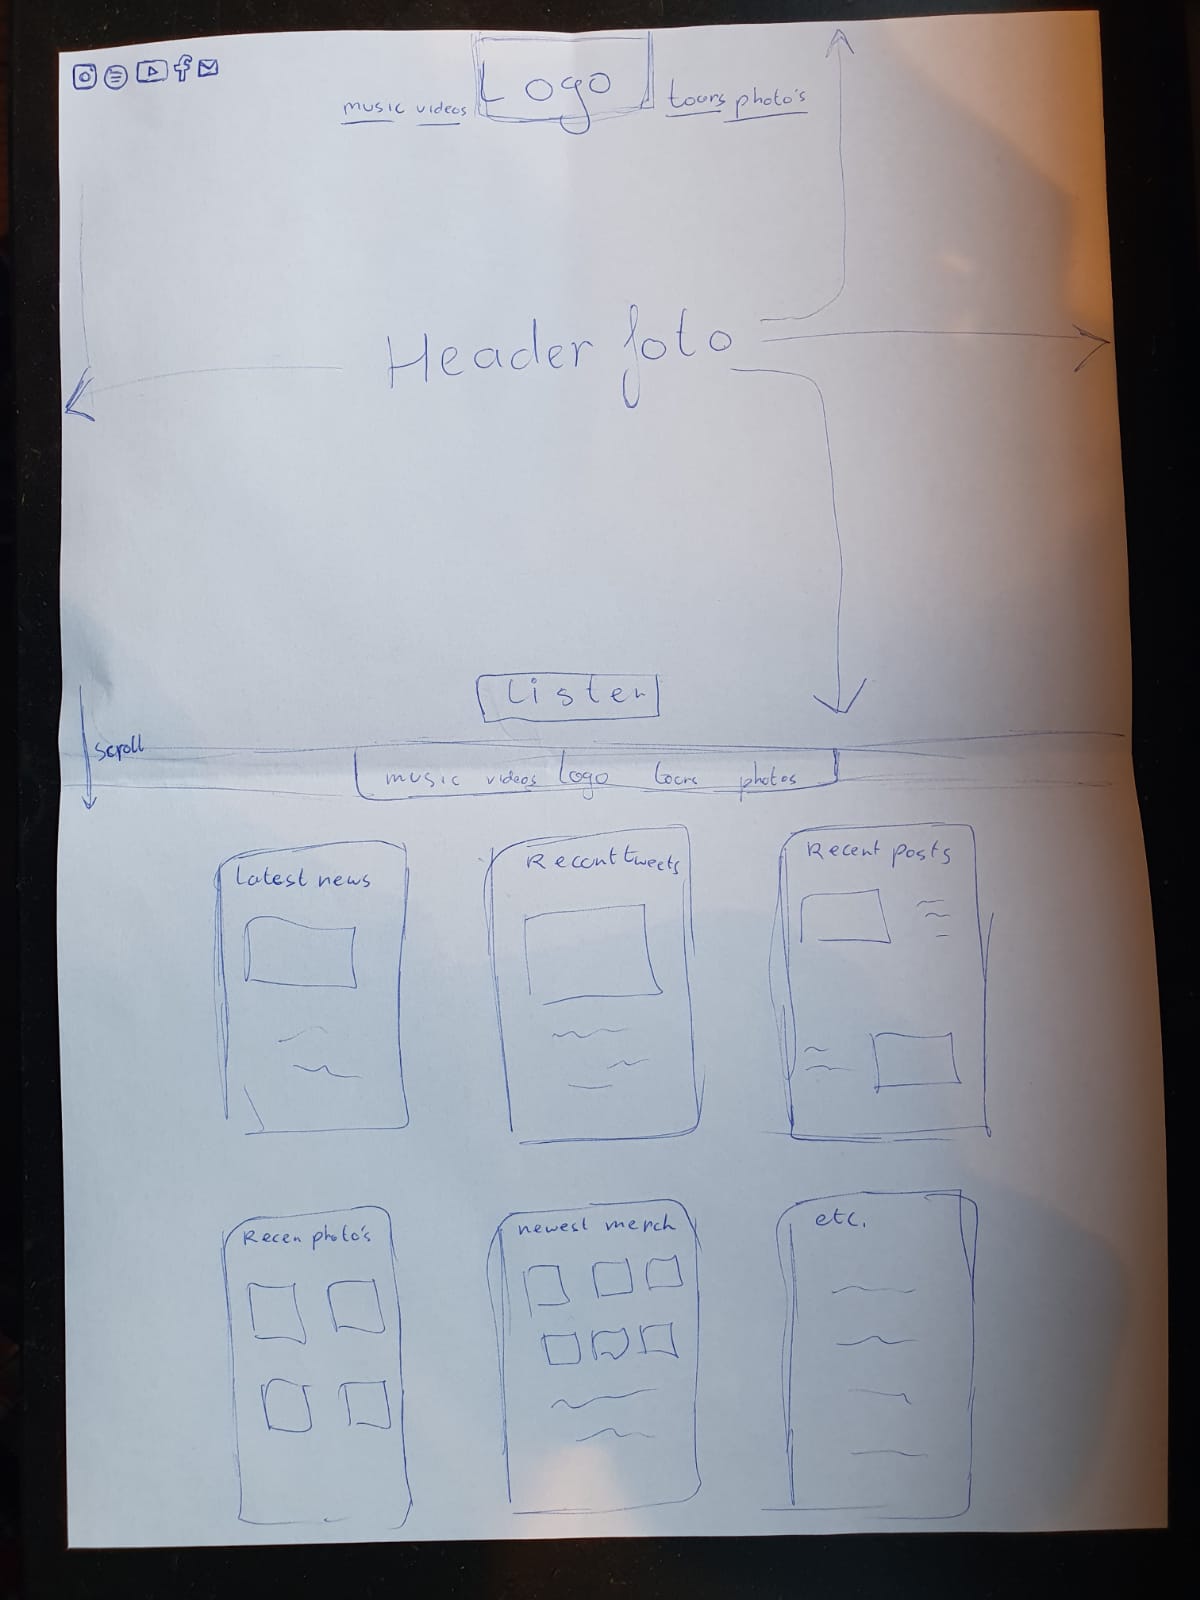 Logo
music videos
tours photo's
Header foto
Listen
scroll
music videos Logo tours photos
Latest news
Recent tweets
Recent posts
Recen photo's
newest merch
etc.